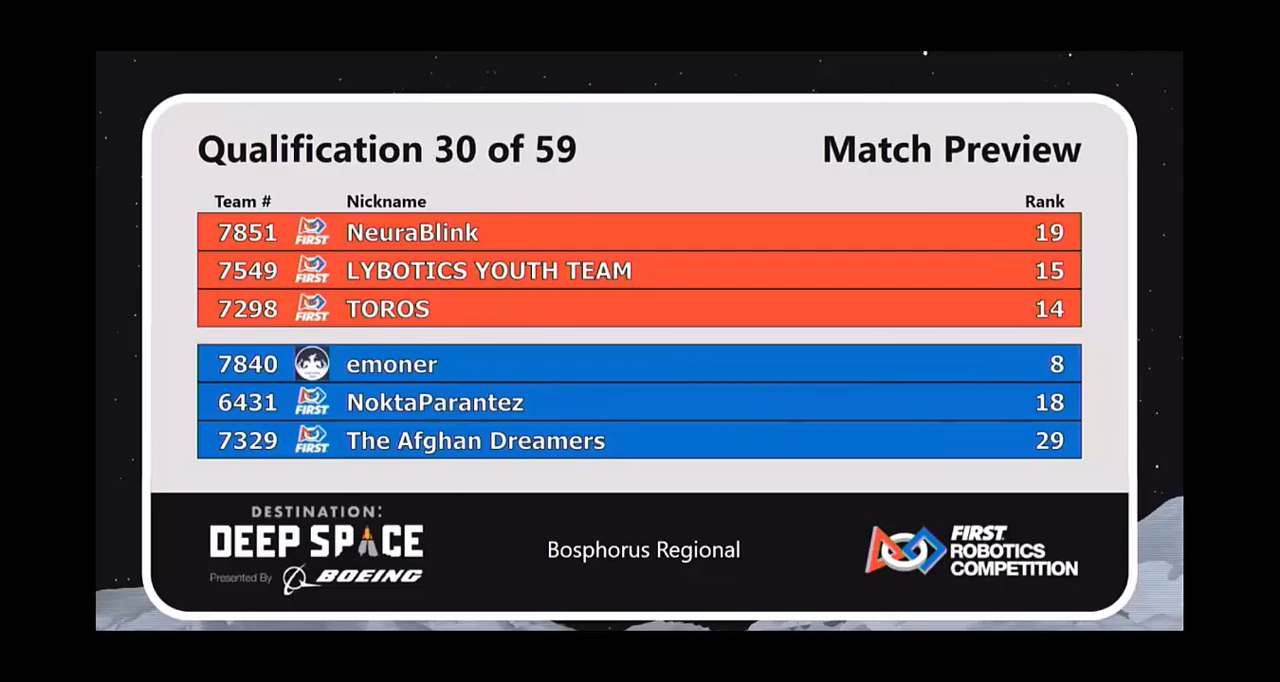 Qualification 30 of 59 Match Preview
Team # Nickname Rank
7851 FIRST NeuraBlink 19
7549 FIRST LYBOTICS YOUTH TEAM 15
7298 FIRST TOROS 14
7840 emoner 8
6431 FIRST NoktaParantez 18
7329 FIRST The Afghan Dreamers 29
DESTINATION:
DEEP SPACE
Presented By BOEING
Bosphorus Regional
FIRST
ROBOTICS
COMPETITION